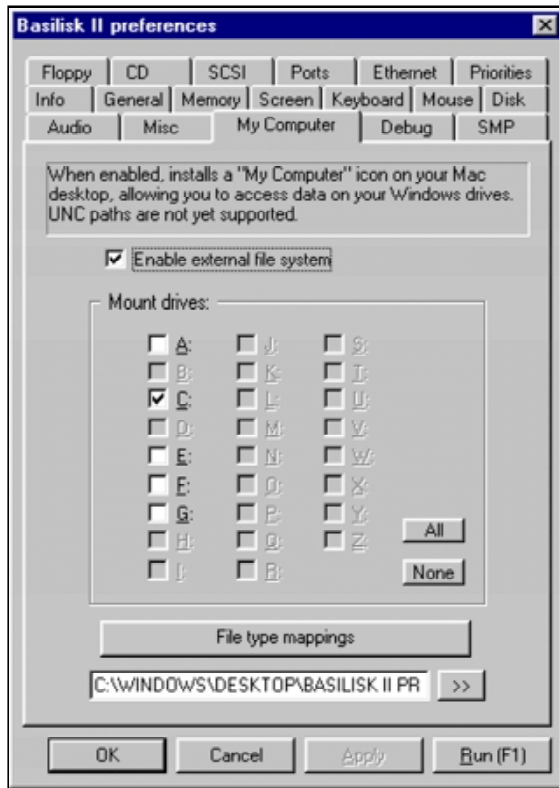 Basilisk II preferences
Floppy CD SCSI Ports Ethernet Priorities
Info General Memory Screen Keyboard Mouse Disk
Audio Misc My Computer Debug SMP
When enabled, installs a "My Computer" icon on your Mac
desktop, allowing you to access data on your Windows drives.
UNC paths are not yet supported.
Enable external file system
Mount drives:
A: J: S:
B: K: T:
C: L: U:
D: M: V:
E: N: W:
F: O: X:
G: P: Y:
H: Q: Z:
I: R:
All
None
File type mappings
C:\WINDOWS\DESKTOP\BASILISK II PR >>
OK Cancel Apply Run (F1)